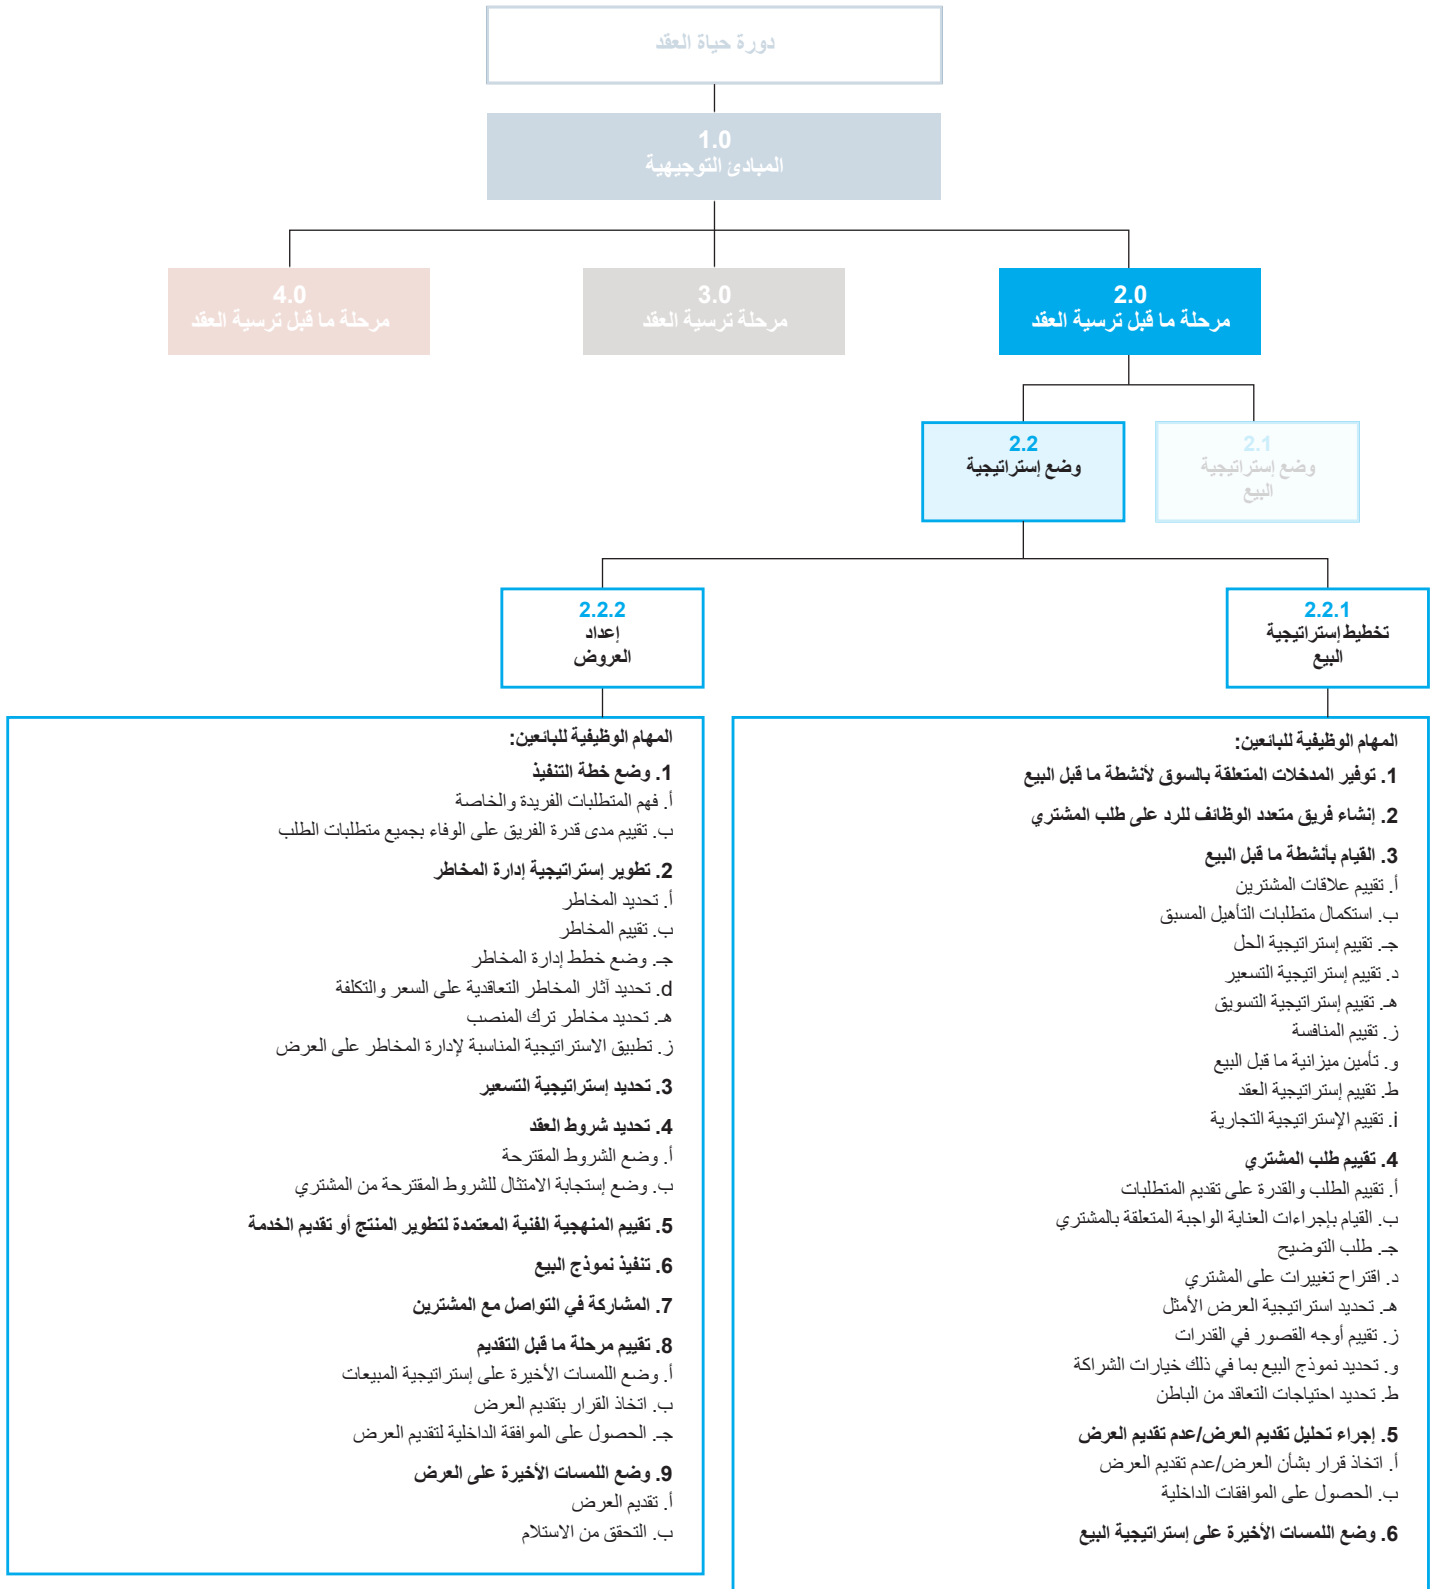 دورة حياة العقد
1.0
المبادئ التوجيهية
2.0
مرحلة ما قبل ترسية العقد
3.0
مرحلة ترسية العقد
4.0
مرحلة ما قبل ترسية العقد
2.1
وضع إستراتيجية
البيع
2.2
وضع إستراتيجية
2.2.1
تخطيط إستراتيجية
البيع
المهام الوظيفية للبائعين:
1. توفير المدخلات المتعلقة بالسوق لأنشطة ما قبل البيع
2. إنشاء فريق متعدد الوظائف للرد على طلب المشتري
3. القيام بأنشطة ما قبل البيع
أ. تقييم علاقات المشترين
ب. استكمال متطلبات التأهيل المسبق
جـ. تقييم إستراتيجية الحل
د. تقييم إستراتيجية التسعير
هـ. تقييم إستراتيجية التسويق
ز. تقييم المنافسة
و. تأمين ميزانية ما قبل البيع
ط. تقييم إستراتيجية العقد
i. تقييم الإستراتيجية التجارية
4. تقييم طلب المشتري
أ. تقييم الطلب والقدرة على تقديم المتطلبات
ب. القيام بإجراءات العناية الواجبة المتعلقة بالمشتري
جـ. طلب التوضيح
د. اقتراح تغييرات على المشتري
هـ. تحديد استراتيجية العرض الأمثل
ز. تقييم أوجه القصور في القدرات
و. تحديد نموذج البيع بما في ذلك خيارات الشراكة
ط. تحديد احتياجات التعاقد من الباطن
5. إجراء تحليل تقديم العرض/عدم تقديم العرض
أ. اتخاذ قرار بشأن العرض/عدم تقديم العرض
ب. الحصول على الموافقات الداخلية
6. وضع اللمسات الأخيرة على إستراتيجية البيع
2.2.2
إعداد
العروض
المهام الوظيفية للبائعين:
1. وضع خطة التنفيذ
أ. فهم المتطلبات الفريدة والخاصة
ب. تقييم مدى قدرة الفريق على الوفاء بجميع متطلبات الطلب
2. تطوير إستراتيجية إدارة المخاطر
أ. تحديد المخاطر
ب. تقييم المخاطر
جـ. وضع خطط إدارة المخاطر
d. تحديد آثار المخاطر التعاقدية على السعر والتكلفة
هـ. تحديد مخاطر ترك المنصب
ز. تطبيق الاستراتيجية المناسبة لإدارة المخاطر على العرض
3. تحديد إستراتيجية التسعير
4. تحديد شروط العقد
أ. وضع الشروط المقترحة
ب. وضع إستجابة الامتثال للشروط المقترحة من المشتري
5. تقييم المنهجية الفنية المعتمدة لتطوير المنتج أو تقديم الخدمة
6. تنفيذ نموذج البيع
7. المشاركة في التواصل مع المشترين
8. تقييم مرحلة ما قبل التقديم
أ. وضع اللمسات الأخيرة على إستراتيجية المبيعات
ب. اتخاذ القرار بتقديم العرض
جـ. الحصول على الموافقة الداخلية لتقديم العرض
9. وضع اللمسات الأخيرة على العرض
أ. تقديم العرض
ب. التحقق من الاستلام